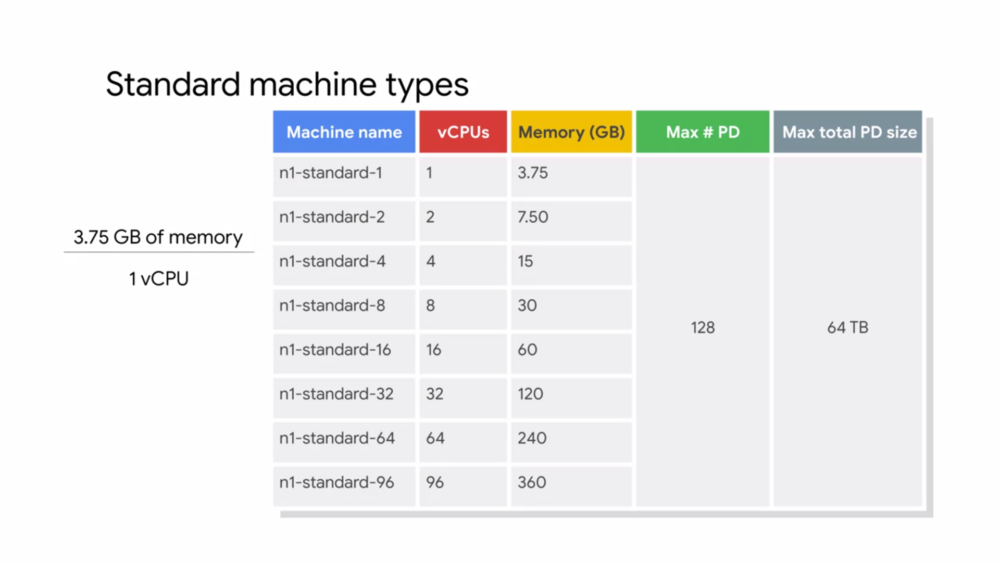 Standard machine types
3.75 GB of memory
1 vCPU
Machine name vCPUs Memory (GB) Max # PD Max total PD size
n1-standard-1 1 3.75
n1-standard-2 2 7.50
n1-standard-4 4 15
n1-standard-8 8 30
128 64 TB
n1-standard-16 16 60
n1-standard-32 32 120
n1-standard-64 64 240
n1-standard-96 96 360